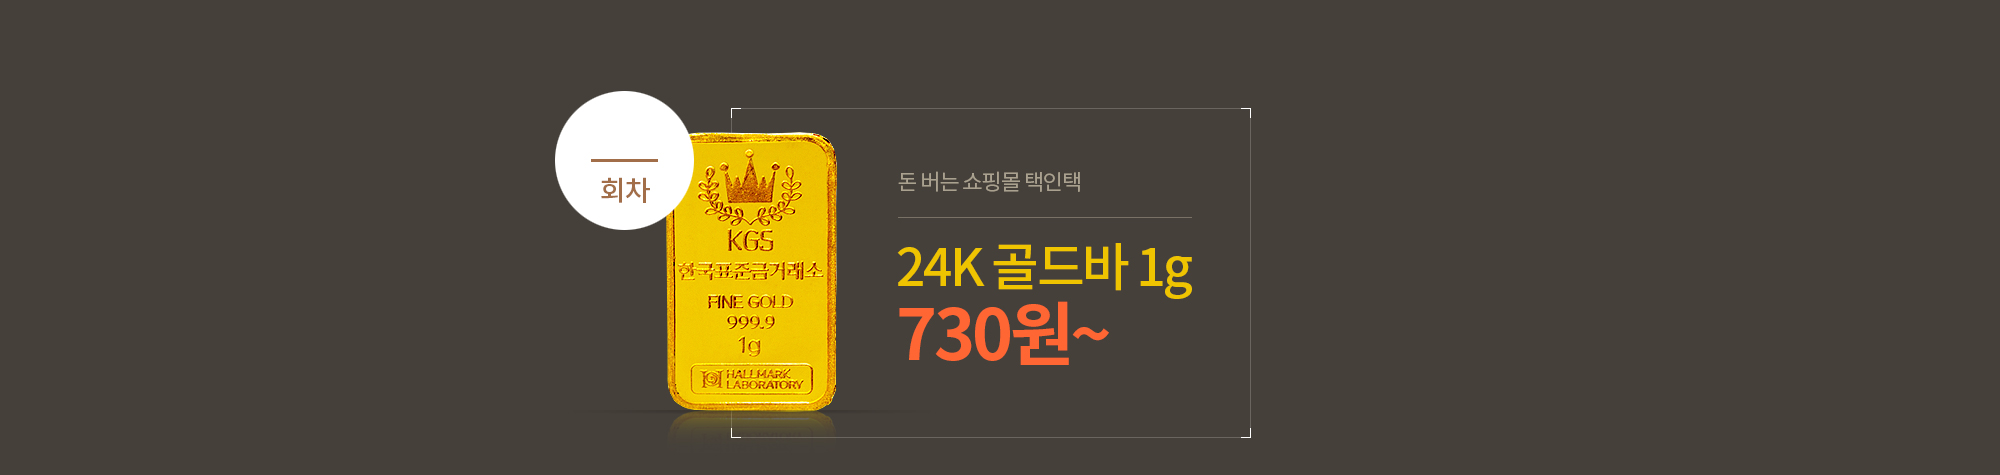 회차
KGS
한국표준금거래소
FINE GOLD
999.9
1g
HALLMARK
LABORATORY
돈 버는 쇼핑몰 택인택
24K 골드바 1g
730원~